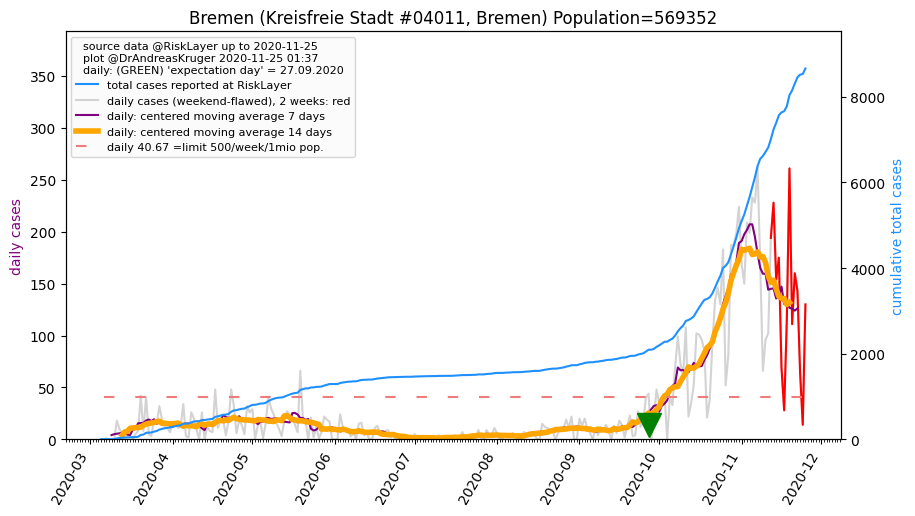 Bremen (Kreisfreie Stadt #04011, Bremen) Population=569352
source data @RiskLayer up to 2020-11-25
plot @DrAndreasKruger 2020-11-25 01:37
daily: (GREEN) 'expectation day' = 27.09.2020
total cases reported at RiskLayer
daily cases (weekend-flawed), 2 weeks: red
daily: centered moving average 7 days
daily: centered moving average 14 days
daily 40.67 =limit 500/week/1mio pop.
daily cases
350
300
250
200
150
100
50
0
8000
6000
4000
2000
0
cumulative total cases
2020-03
2020-04
2020-05
2020-06
2020-07
2020-08
2020-09
2020-10
2020-11
2020-12